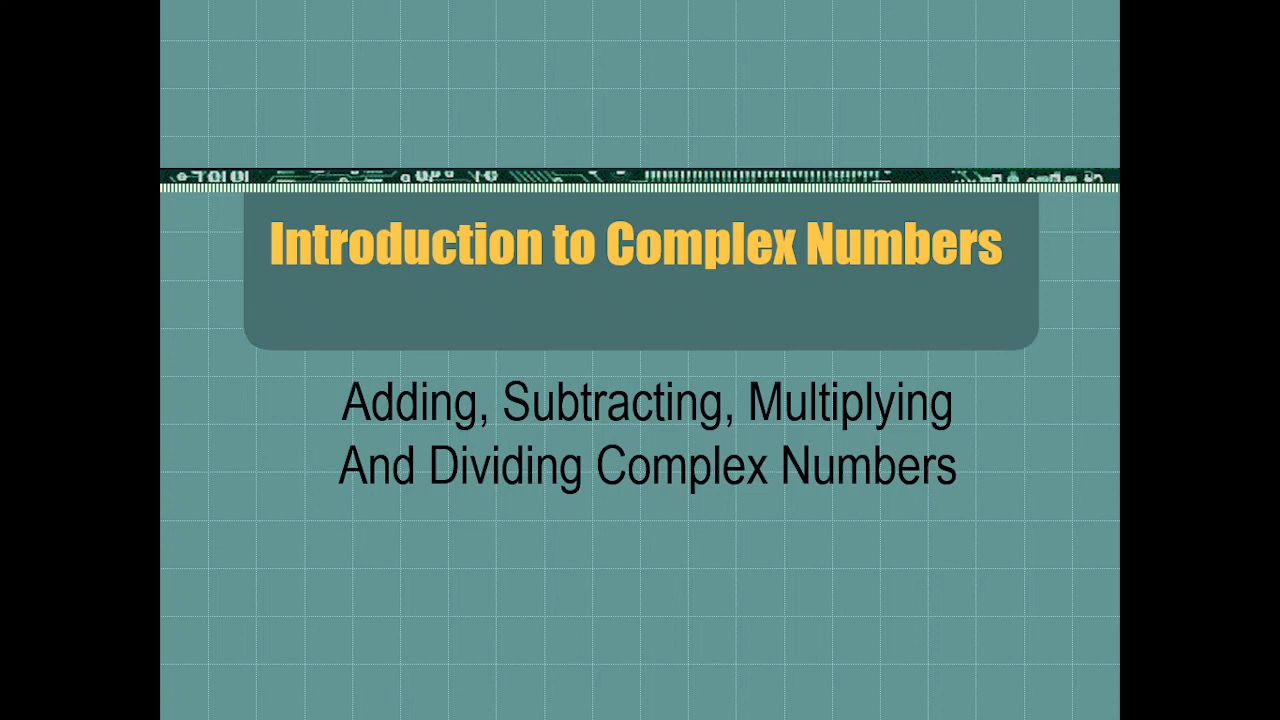 Introduction to Complex Numbers
Adding, Subtracting, Multiplying
And Dividing Complex Numbers